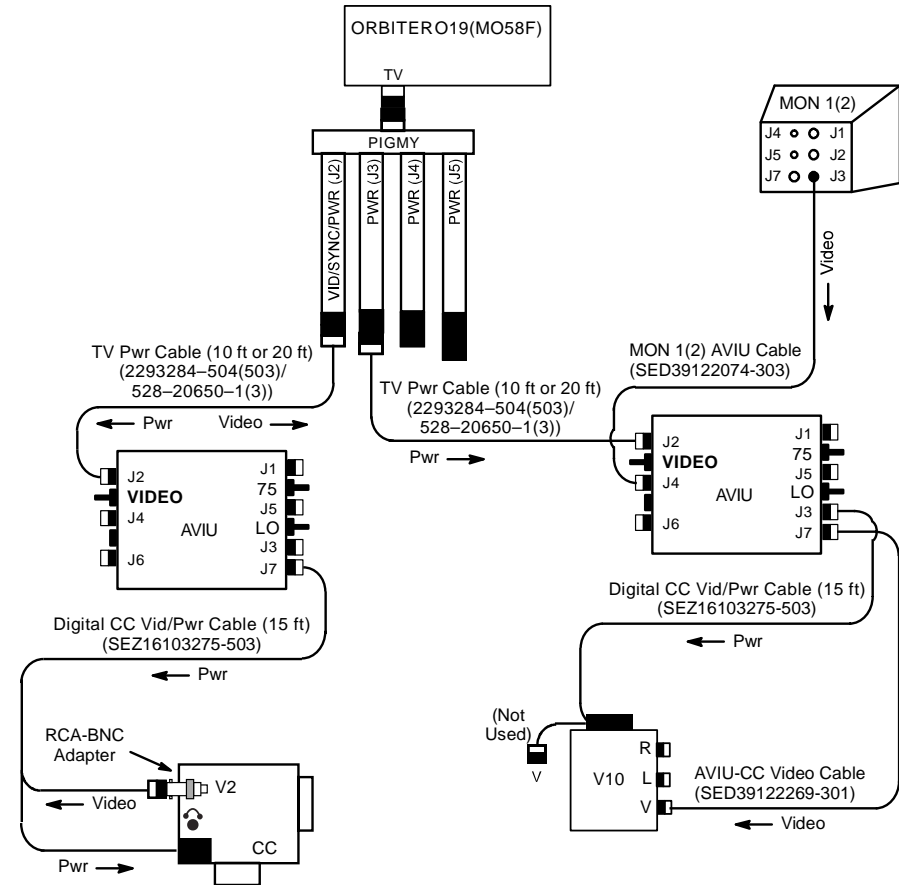 ORBITERO19(MO58F)
TV
PIGMY
VID/SYNC/PWR (J2)
PWR (J3)
PWR (J4)
PWR (J5)
MON 1(2)
J4 J1
J5 J2
J7 J3
Video
TV Pwr Cable (10 ft or 20 ft)
(2293284–504(503)/
528–20650–1(3))
Pwr Video
TV Pwr Cable (10 ft or 20 ft)
(2293284–504(503)/
528–20650–1(3))
Pwr
MON 1(2) AVIU Cable
(SED39122074-303)
J2
VIDEO
J4
J6
AVIU
J1
75
J5
LO
J3
J7
J2
VIDEO
J4
J6
AVIU
J1
75
J5
LO
J3
J7
Digital CC Vid/Pwr Cable (15 ft)
(SEZ16103275-503)
Pwr
Digital CC Vid/Pwr Cable (15 ft)
(SEZ16103275-503)
Pwr
RCA-BNC
Adapter
V2
Video
CC
Pwr
(Not
Used)
V
V10
R
L
V
AVIU-CC Video Cable
(SED39122269-301)
Video